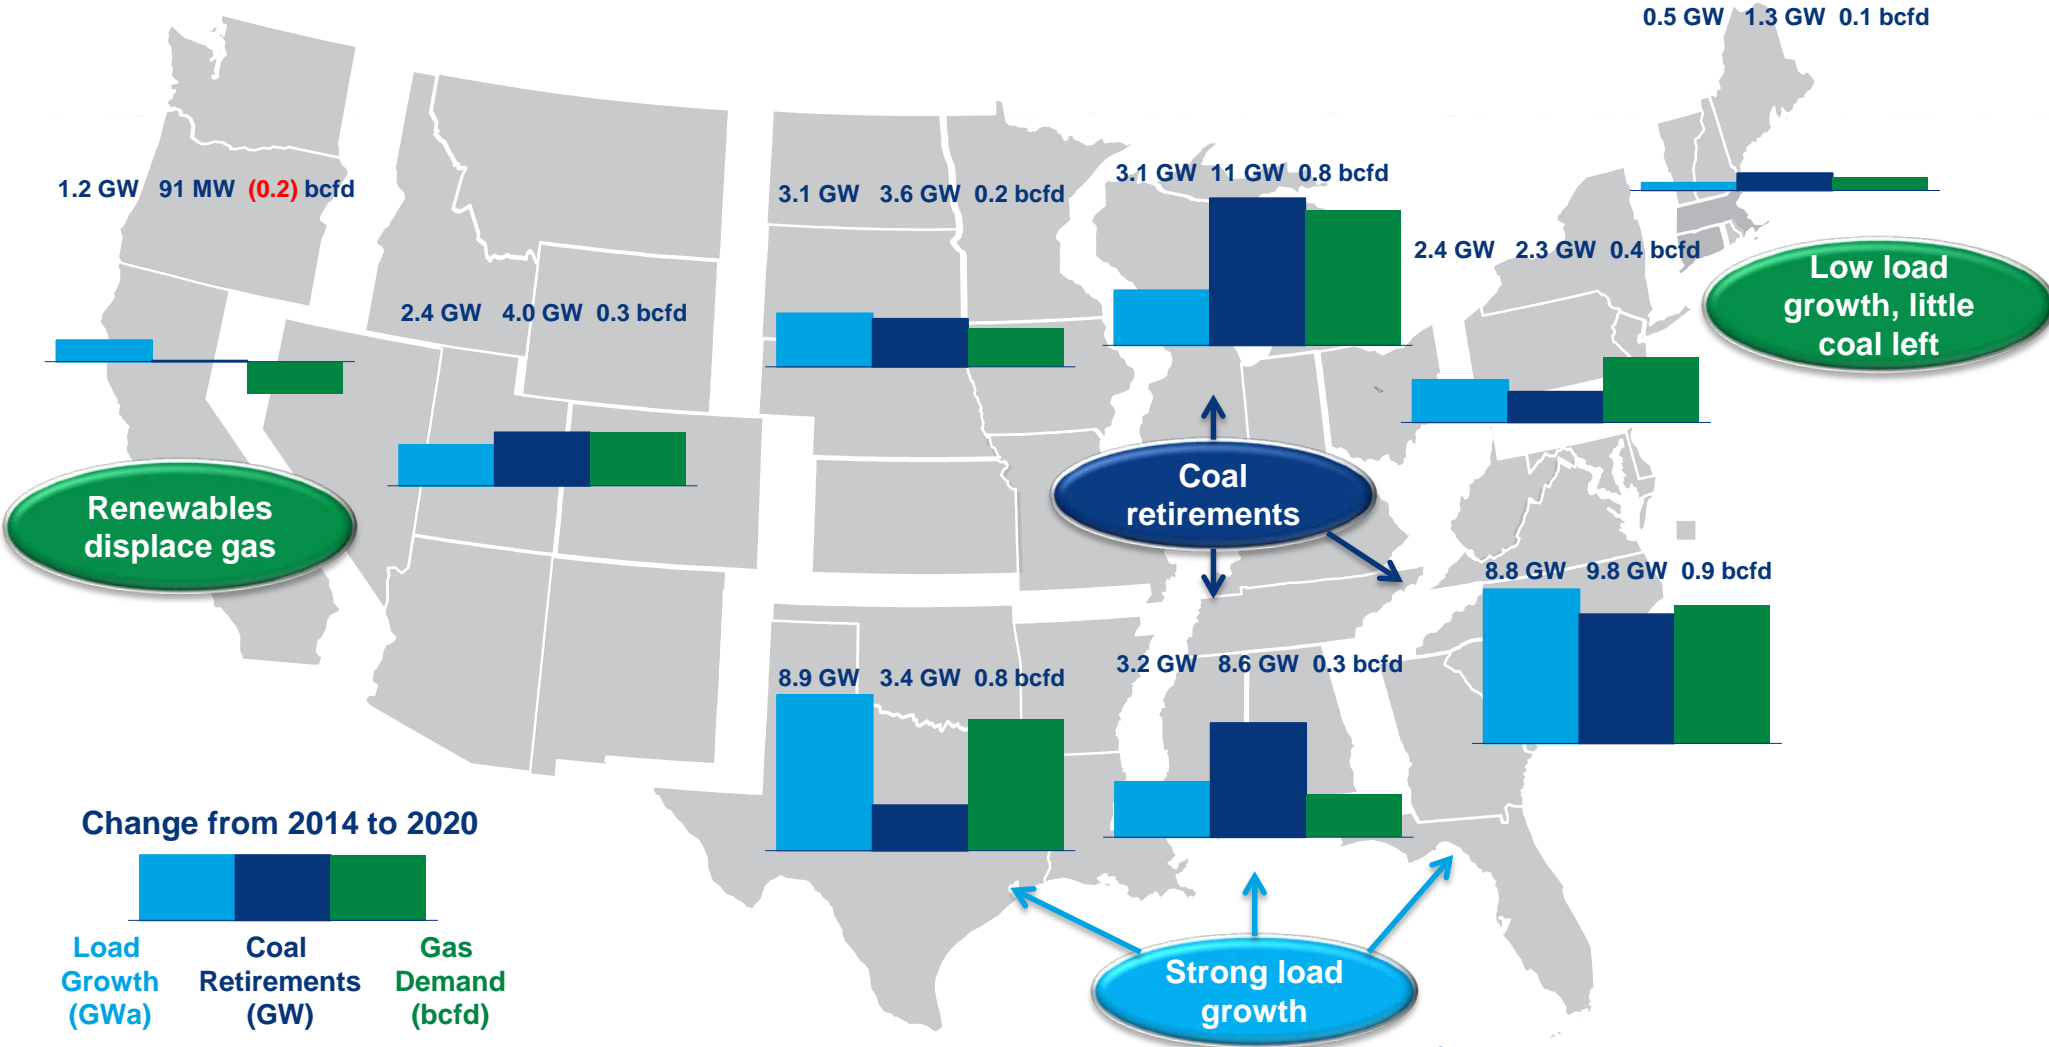 0.5 GW 1.3 GW 0.1 bcfd
1.2 GW 91 MW (0.2) bcfd
3.1 GW 3.6 GW 0.2 bcfd
3.1 GW 11 GW 0.8 bcfd
2.4 GW 2.3 GW 0.4 bcfd
Low load
growth, little
coal left
2.4 GW 4.0 GW 0.3 bcfd
Renewables
displace gas
Coal
retirements
8.8 GW 9.8 GW 0.9 bcfd
8.9 GW 3.4 GW 0.8 bcfd
3.2 GW 8.6 GW 0.3 bcfd
Change from 2014 to 2020
Load
Growth
(GWa)
Coal
Retirements
(GW)
Gas
Demand
(bcfd)
Strong load
growth